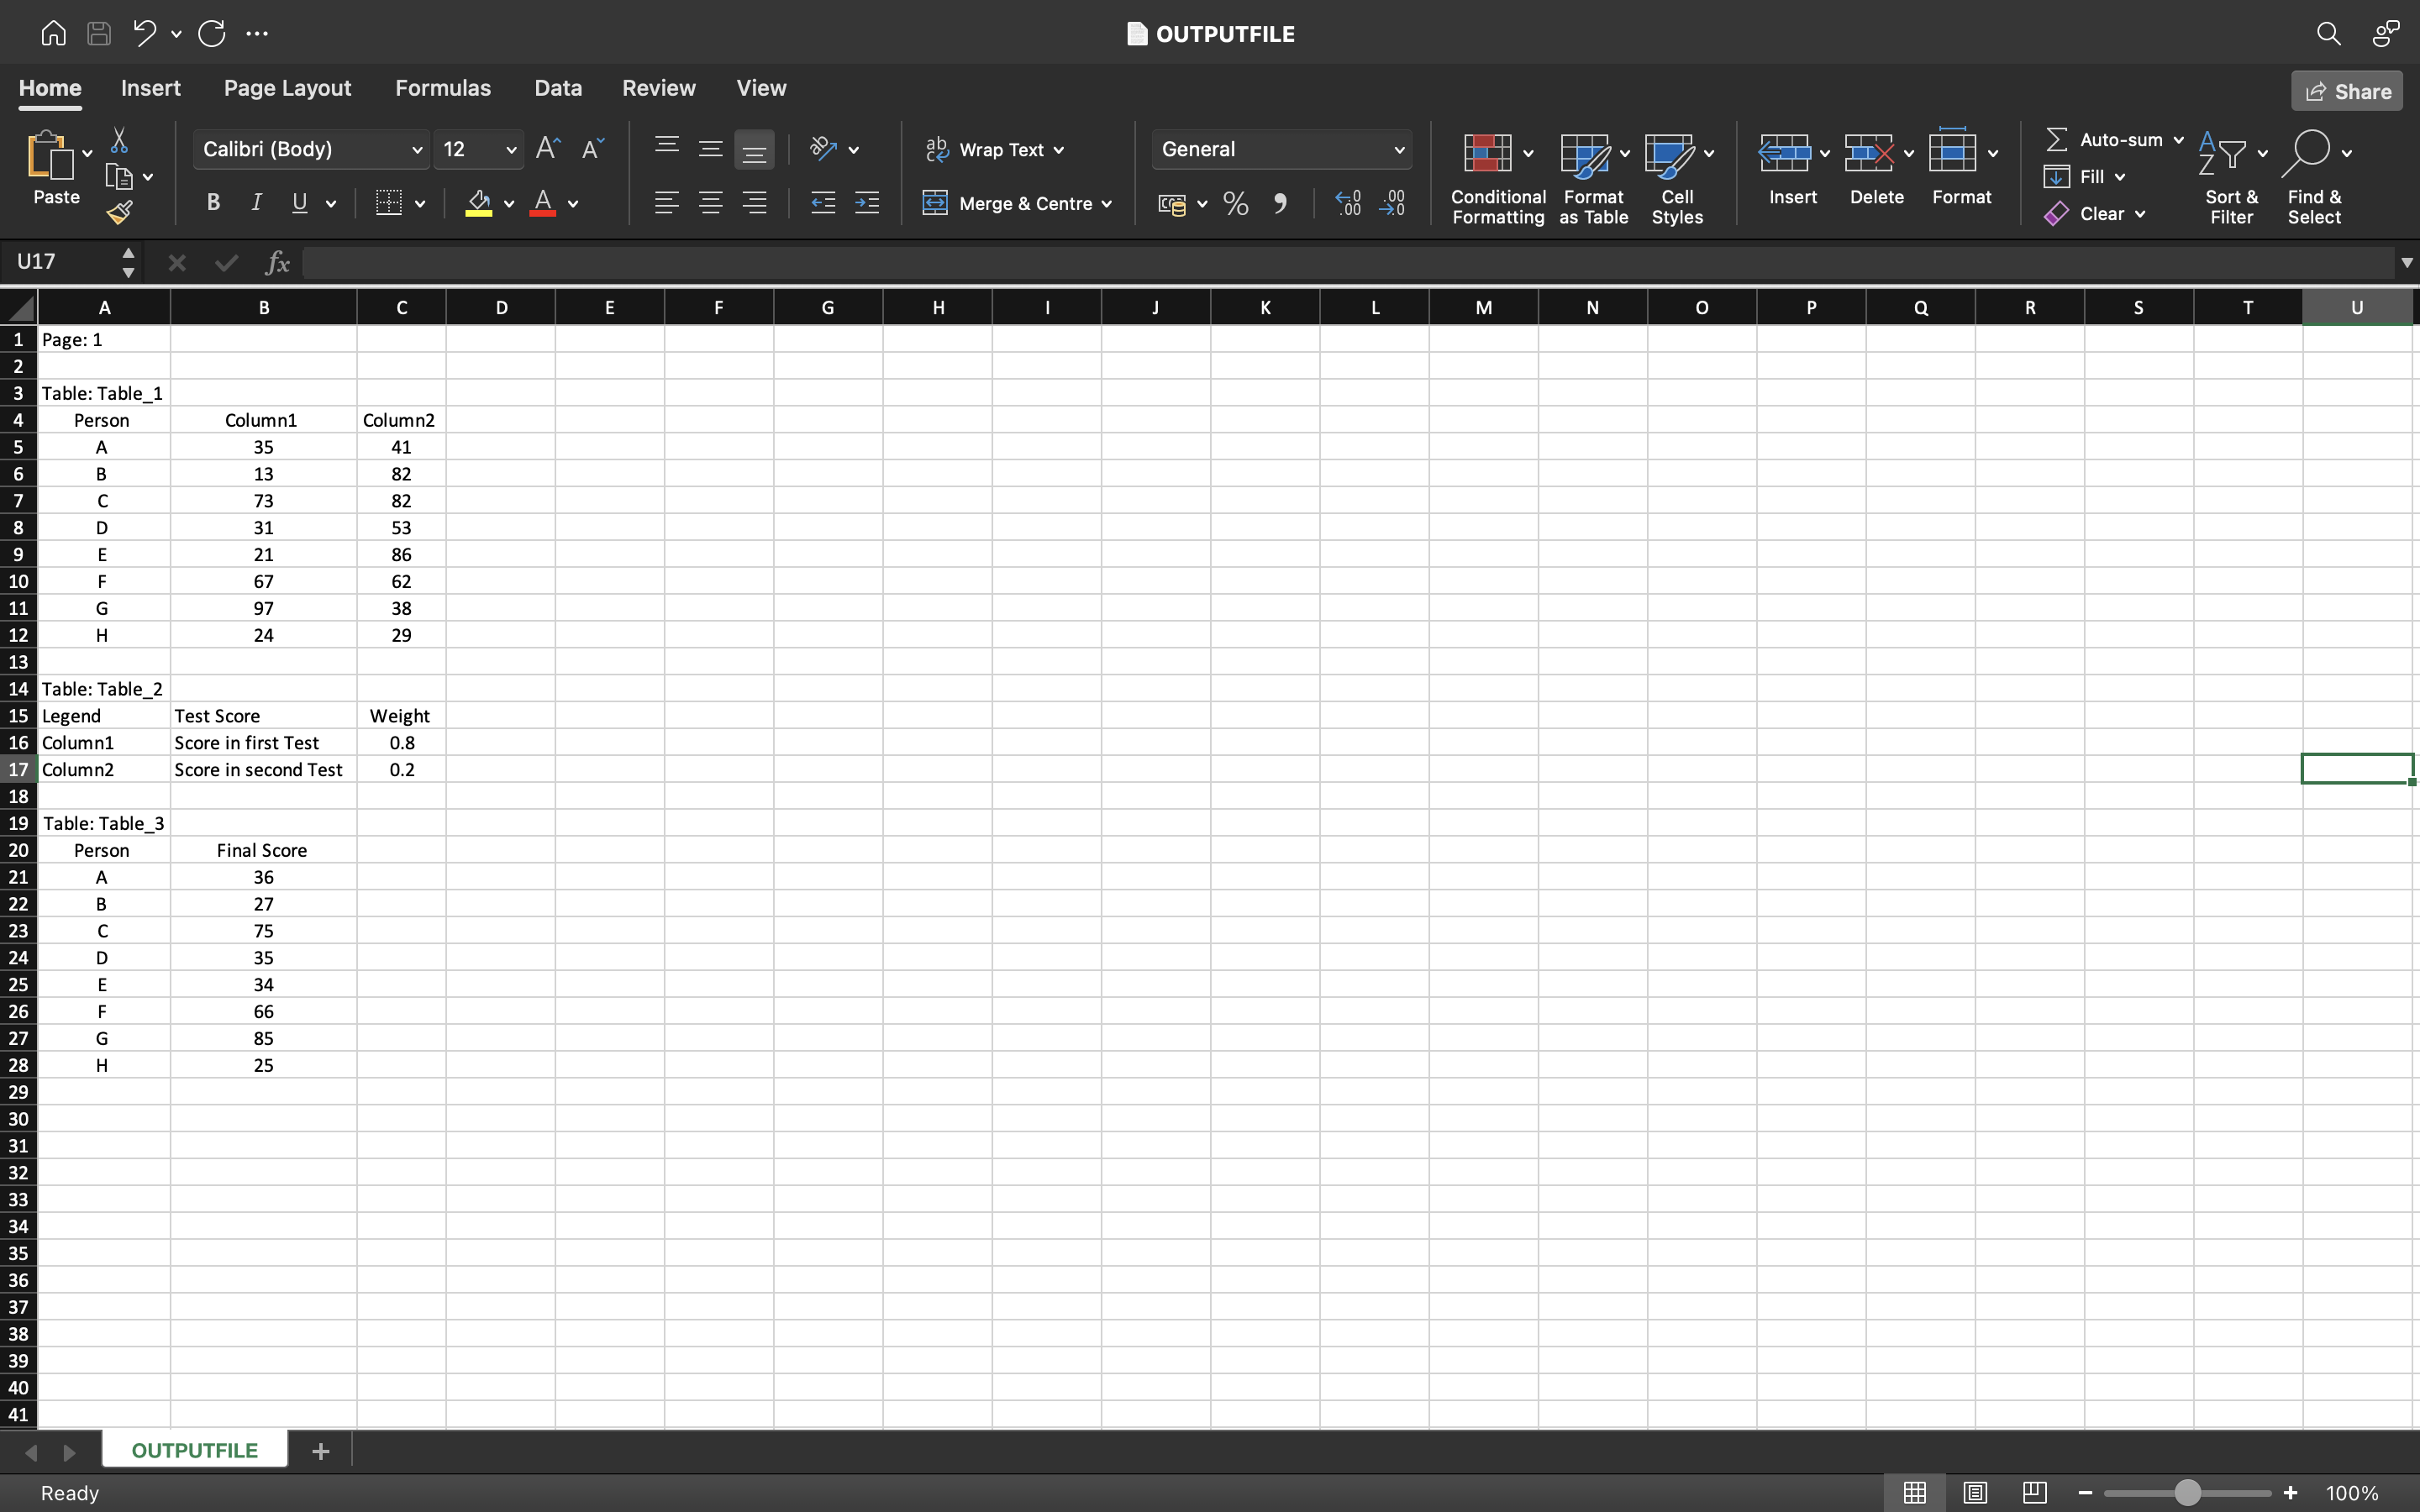 OUTPUTFILE
Home Insert Page Layout Formulas Data Review View Share
Paste
Calibri (Body) 12
B I U
ab c Wrap Text
Merge & Centre
General
% .0 .00 .00 .0
Conditional Formatting
Format as Table
Cell Styles
Insert Delete Format
Auto-sum
Fill
Clear
Sort & Filter
Find & Select
U17 fx
A B C D E F G H I J K L M N O P Q R S T U
1 Page: 1
2
3 Table: Table_1
4 Person Column1 Column2
5 A 35 41
6 B 13 82
7 C 73 82
8 D 31 53
9 E 21 86
10 F 67 62
11 G 97 38
12 H 24 29
13
14 Table: Table_2
15 Legend Test Score Weight
16 Column1 Score in first Test 0.8
17 Column2 Score in second Test 0.2
18
19 Table: Table_3
20 Person Final Score
21 A 36
22 B 27
23 C 75
24 D 35
25 E 34
26 F 66
27 G 85
28 H 25
29
30
31
32
33
34
35
36
37
38
39
40
41
OUTPUTFILE +
Ready 100%